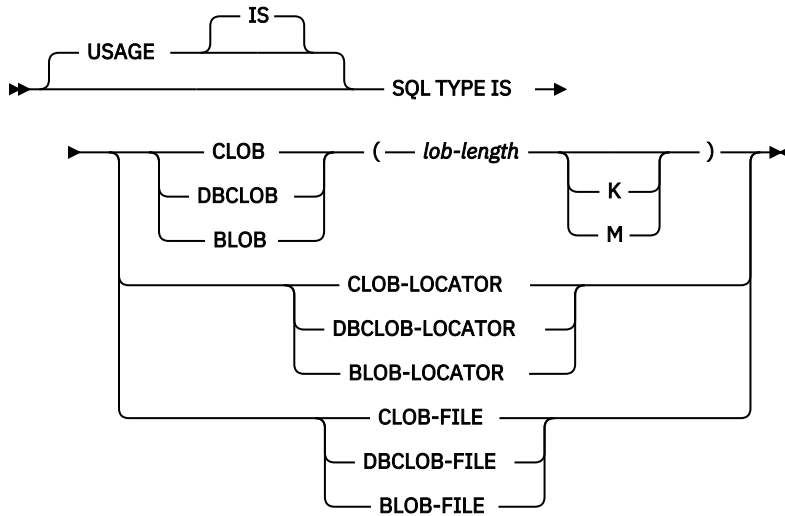 IS
USAGE
SQL TYPE IS
CLOB ( lob-length )
DBCLOB K
BLOB M
CLOB-LOCATOR
DBCLOB-LOCATOR
BLOB-LOCATOR
CLOB-FILE
DBCLOB-FILE
BLOB-FILE